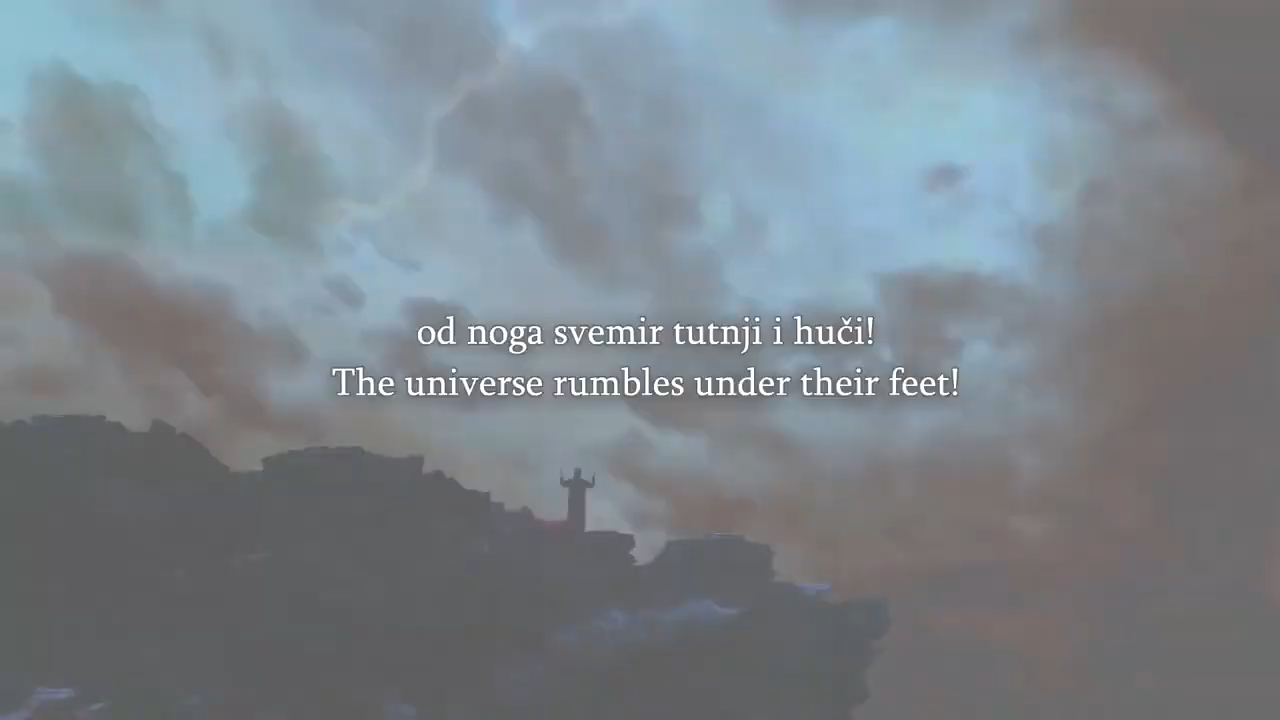 od noga svemir tutnji i huči!
The universe rumbles under their feet!